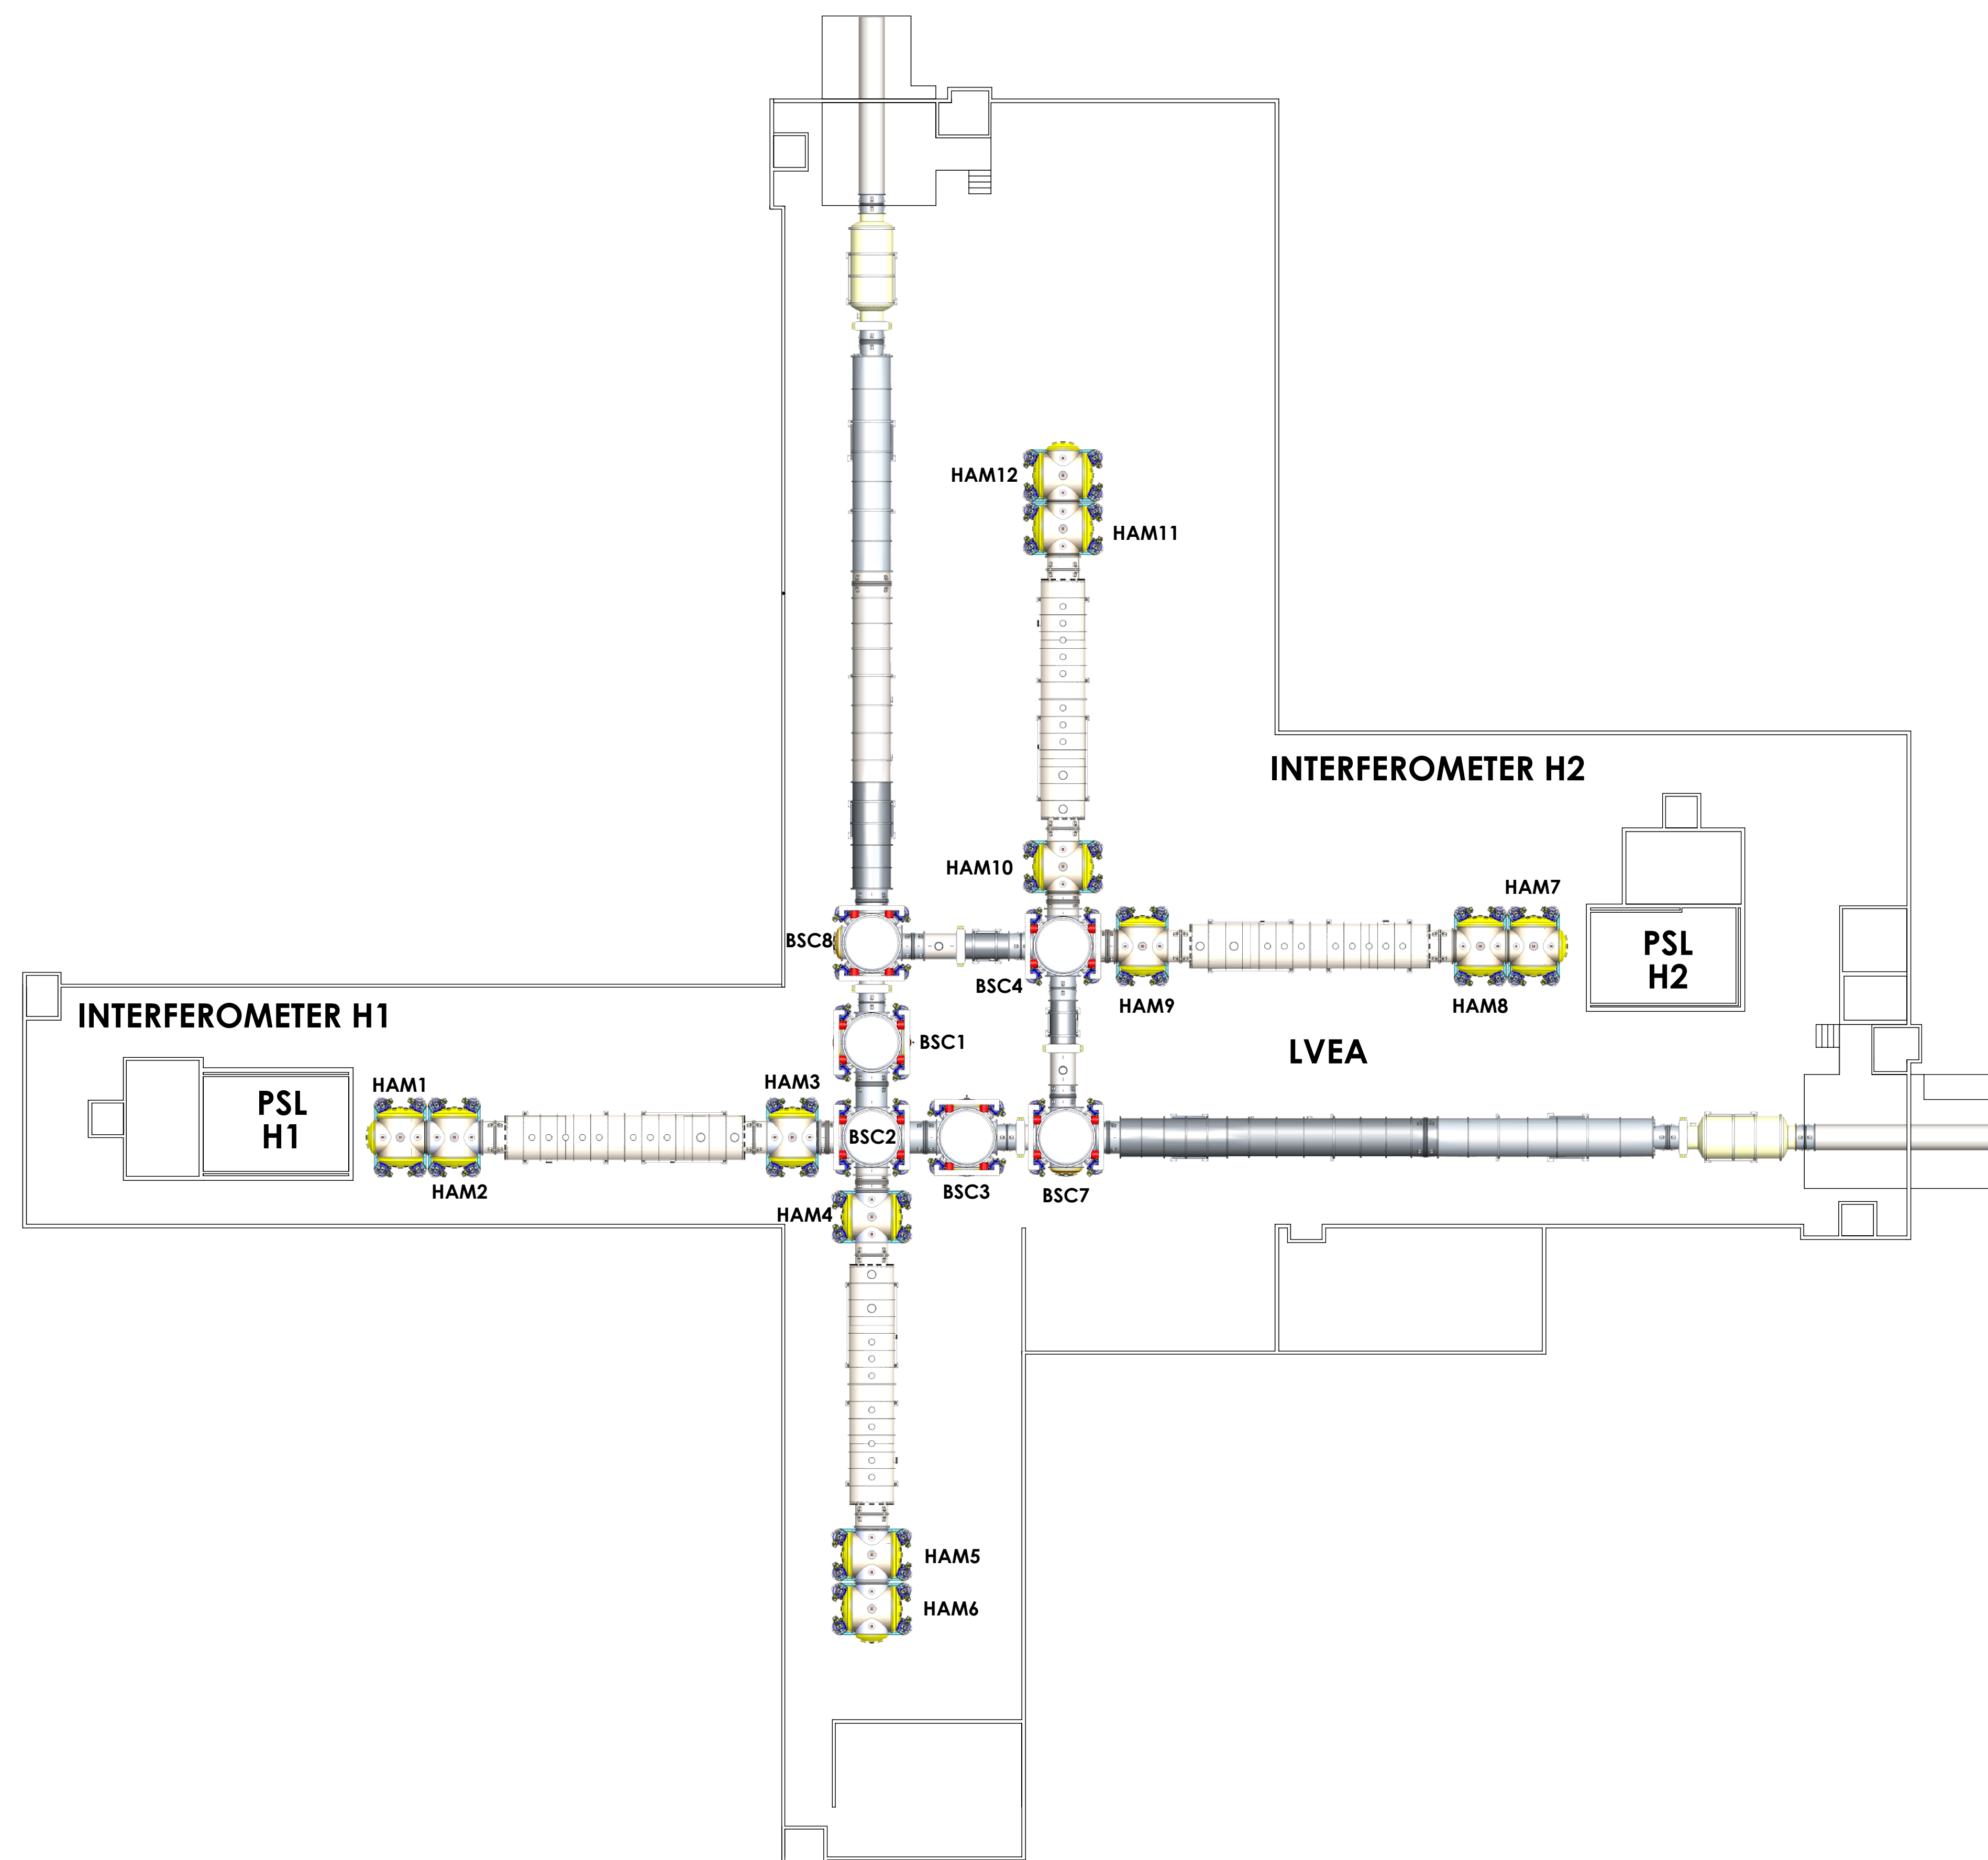 HAM12
HAM11
INTERFEROMETER H2
HAM10
HAM7
BSC8
PSL
H2
BSC4
HAM9
HAM8
INTERFEROMETER H1
BSC1
LVEA
HAM1
HAM3
PSL
H1
BSC2
HAM2
BSC3
BSC7
HAM4
HAM5
HAM6